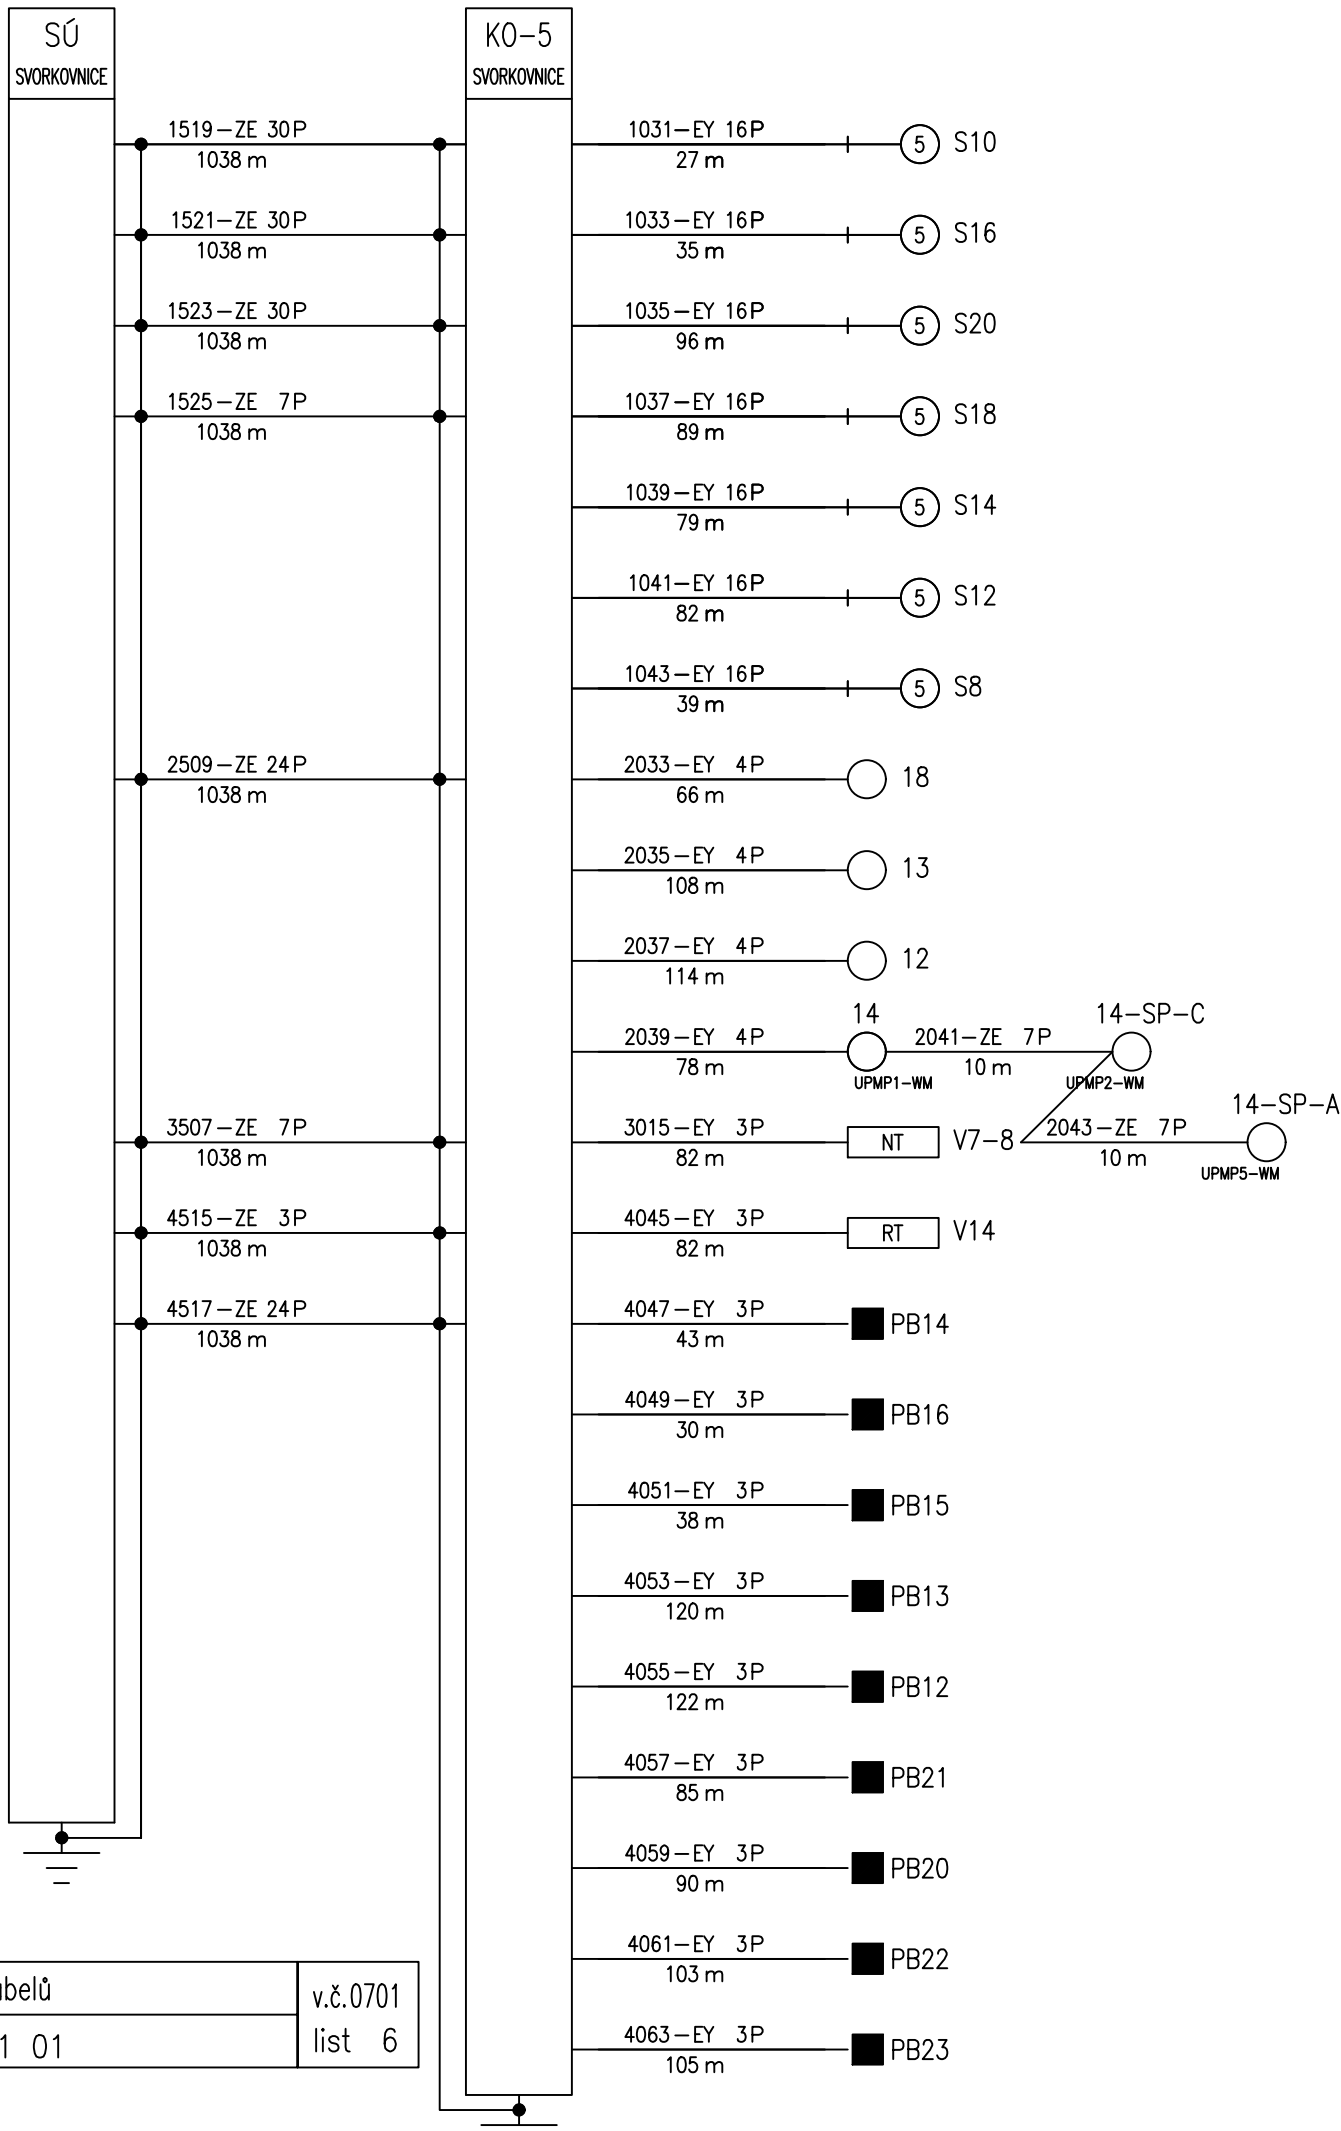 SÚ
SVORKOVNICE
KO-5
SVORKOVNICE
1519-ZE 30P
1038 m
1031-EY 16P
27 m
5 S10
1521-ZE 30P
1038 m
1033-EY 16P
35 m
5 S16
1523-ZE 30P
1038 m
1035-EY 16P
96 m
5 S20
1525-ZE 7P
1038 m
1037-EY 16P
89 m
5 S18
1039-EY 16P
79 m
5 S14
1041-EY 16P
82 m
5 S12
1043-EY 16P
39 m
5 S8
2509-ZE 24P
1038 m
2033-EY 4P
66 m
18
2035-EY 4P
108 m
13
2037-EY 4P
114 m
12
2039-EY 4P
78 m
14
UPMP1-WM
2041-ZE 7P
10 m
14-SP-C
UPMP2-WM
3507-ZE 7P
1038 m
3015-EY 3P
82 m
NT V7-8
2043-ZE 7P
10 m
14-SP-A
UPMP5-WM
4515-ZE 3P
1038 m
4045-EY 3P
82 m
RT V14
4517-ZE 24P
1038 m
4047-EY 3P
43 m
PB14
4049-EY 3P
30 m
PB16
4051-EY 3P
38 m
PB15
4053-EY 3P
120 m
PB13
4055-EY 3P
122 m
PB12
4057-EY 3P
85 m
PB21
4059-EY 3P
90 m
PB20
4061-EY 3P
103 m
PB22
4063-EY 3P
105 m
PB23
belů
1 01
v.č.0701
list 6